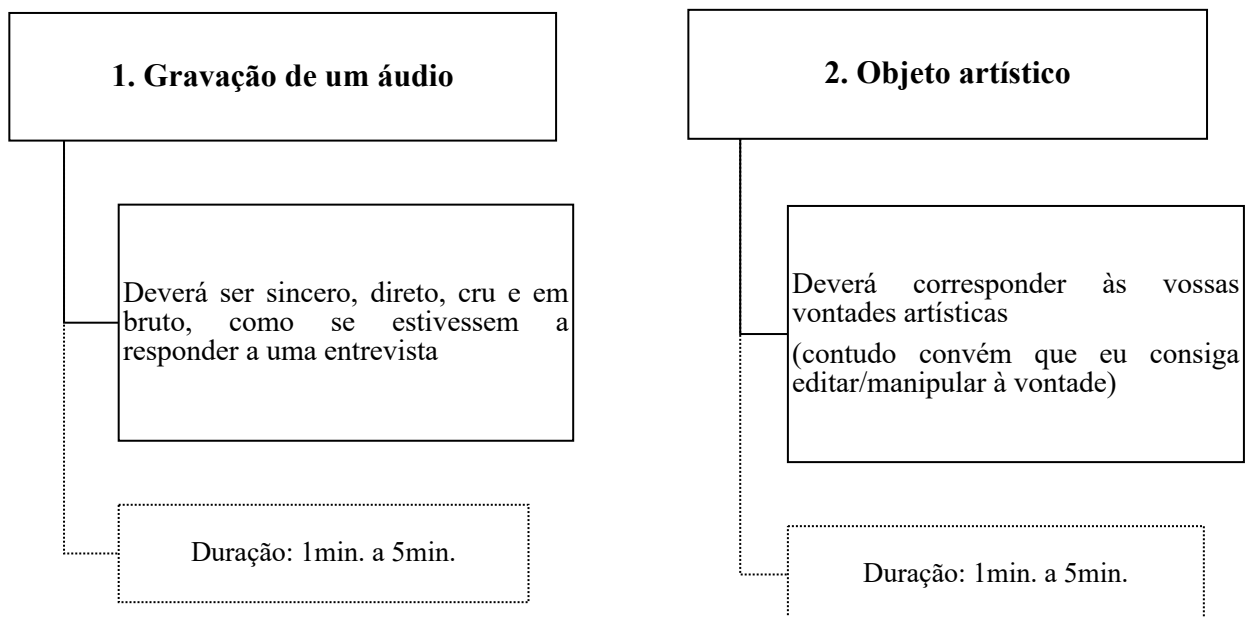 1. Gravação de um áudio
Deverá ser sincero, direto, cru e em
bruto, como se estivessem a
responder a uma entrevista
Duração: 1min. a 5min.
2. Objeto artístico
Deverá corresponder às vossas
vontades artísticas
(contudo convém que eu consiga
editar/manipular à vontade)
Duração: 1min. a 5min.